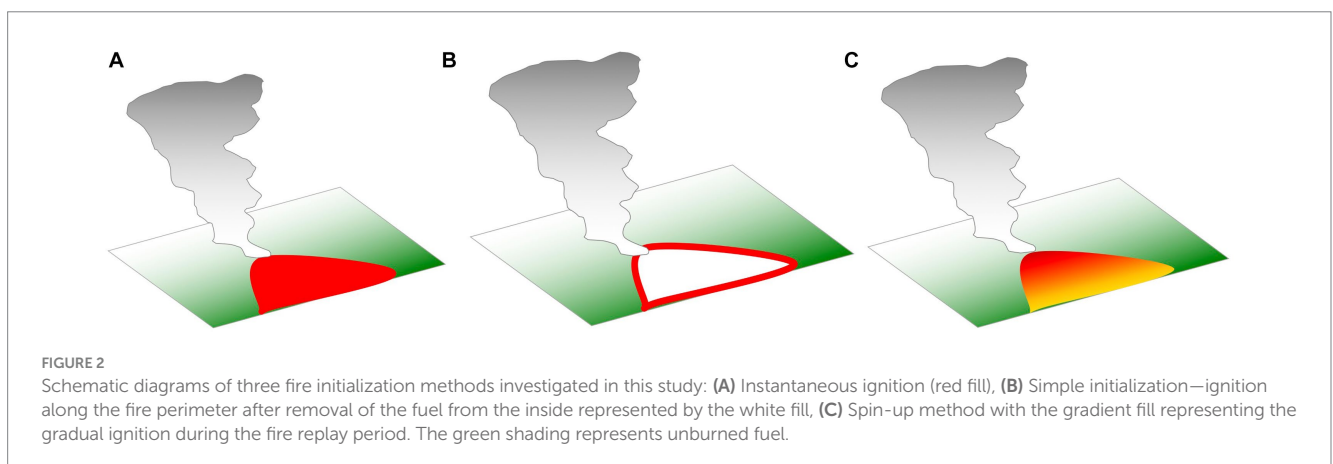 A
B
C
FIGURE 2
Schematic diagrams of three fire initialization methods investigated in this study: (A) Instantaneous ignition (red fill), (B) Simple initialization—ignition
along the fire perimeter after removal of the fuel from the inside represented by the white fill, (C) Spin-up method with the gradient fill representing the
gradual ignition during the fire replay period. The green shading represents unburned fuel.